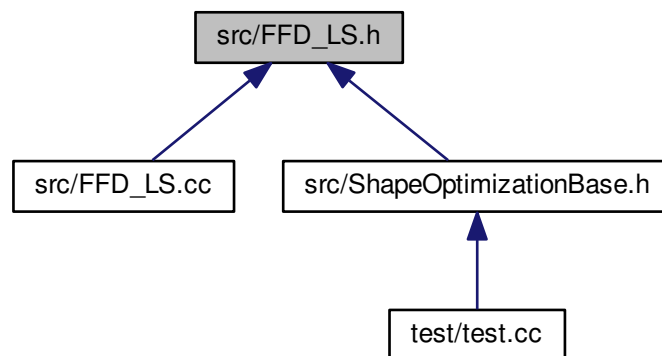 src/FFD_LS.h
src/FFD_LS.cc
src/ShapeOptimizationBase.h
test/test.cc